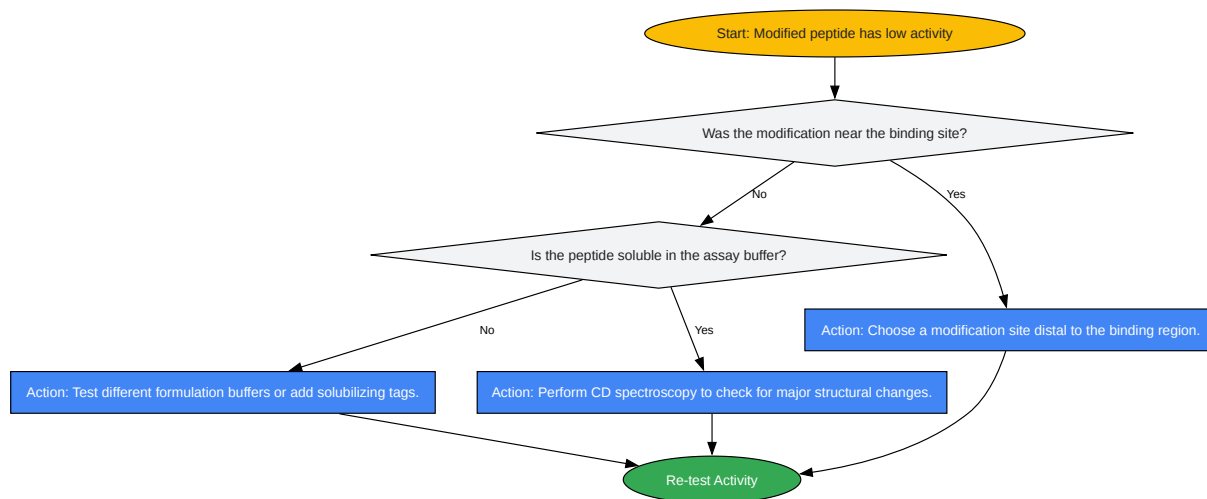 Start: Modified peptide has low activity
Was the modification near the binding site?
No
Yes
Is the peptide soluble in the assay buffer?
No
Yes
Action: Choose a modification site distal to the binding region.
Action: Test different formulation buffers or add solubilizing tags.
Action: Perform CD spectroscopy to check for major structural changes.
Re-test Activity